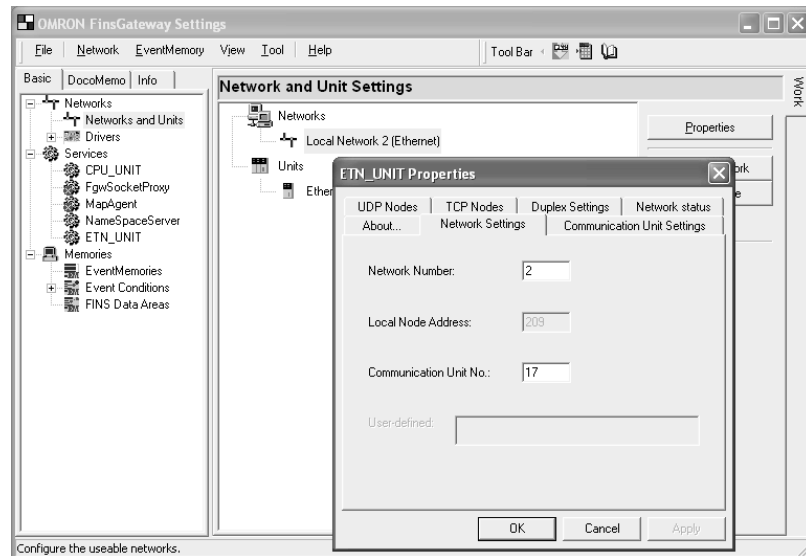 OMRON FinsGateway Settings
File Network EventMemory View Tool Help Tool Bar
Basic DocoMemo Info
Networks
Networks and Units
Drivers
Services
CPU_UNIT
FgwSocketProxy
MapAgent
NameSpaceServer
ETN_UNIT
Memories
EventMemories
Event Conditions
FINS Data Areas
Network and Unit Settings
Networks
Local Network 2 (Ethernet)
Units
Ether
Properties
ork
e
Work
ETN_UNIT Properties
UDP Nodes TCP Nodes Duplex Settings Network status
About... Network Settings Communication Unit Settings
Network Number: 2
Local Node Address: 209
Communication Unit No.: 17
User-defined:
OK Cancel Apply
Configure the useable networks.